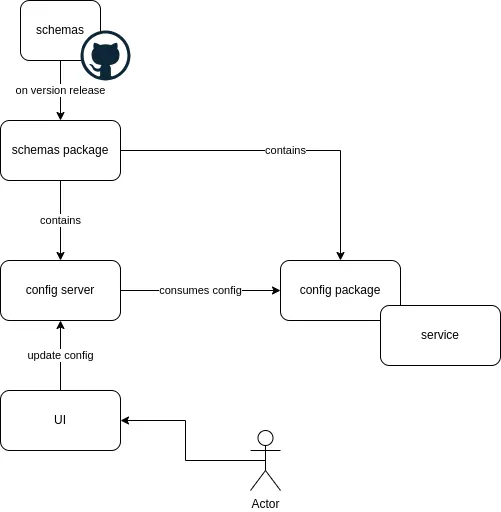 schemas
on version release
schemas package
contains
contains
config server
consumes config
config package
service
update config
UI
Actor